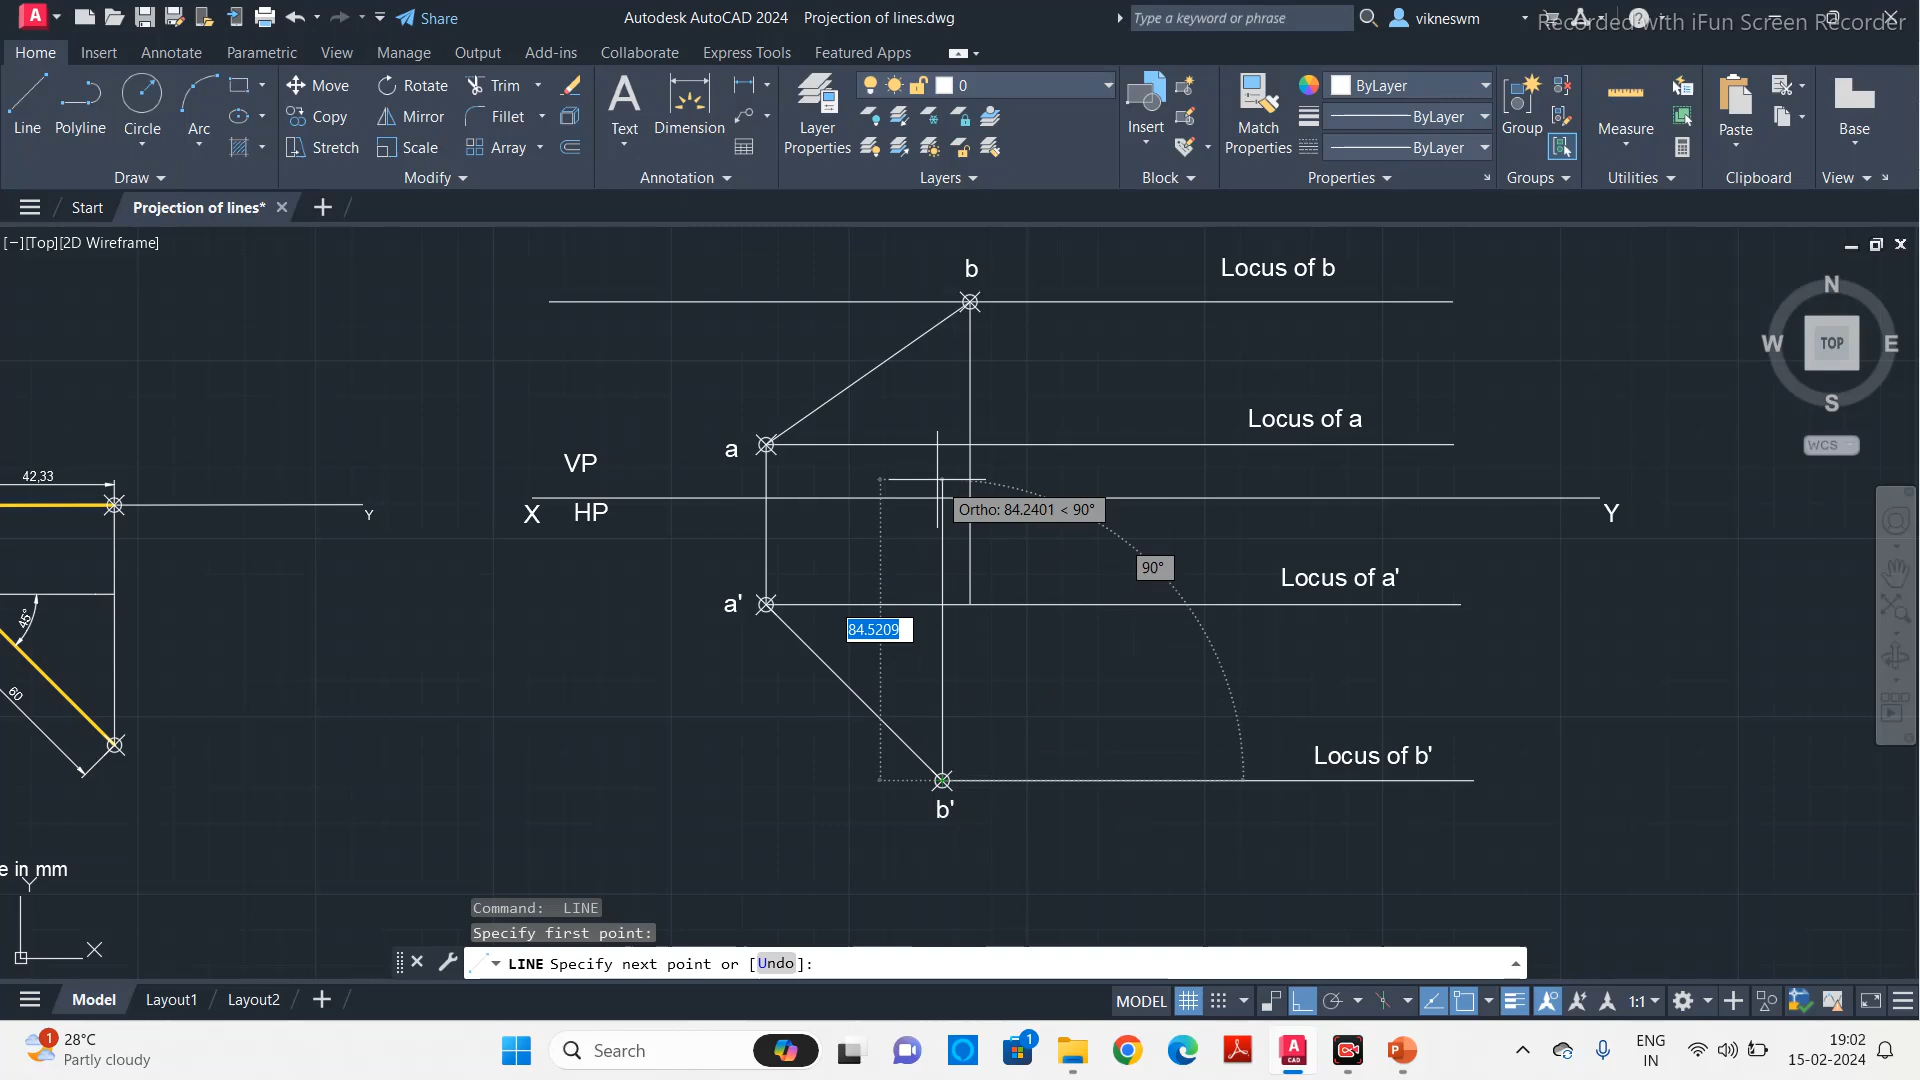 Share
Autodesk AutoCAD 2024 Projection of lines.dwg
Type a keyword or phrase
vikneswm
Recorded with iFun Screen Recorder
Home Insert Annotate Parametric View Manage Output Add-ins Collaborate Express Tools Featured Apps
Line Polyline Circle Arc
Draw
Move Rotate Trim
Copy Mirror Fillet
Stretch Scale Array
Modify
Text Dimension
Annotation
Layer Properties
0
Layers
Insert
Block
Match Properties
ByLayer
ByLayer
ByLayer
Properties
Group
Groups
Measure
Utilities
Paste
Clipboard
Base
View
Start Projection of lines*
[−][Top][2D Wireframe]
b
Locus of b
N
W TOP E
S
WCS
a
Locus of a
VP
42,33
Y
X HP
Y
Ortho: 84.2401 < 90°
90°
Locus of a'
a'
45°
84.5209
60
Locus of b'
b'
e in mm
Y
X
Command: LINE
Specify first point:
LINE Specify next point or [Undo]:
Model Layout1 Layout2
MODEL
1:1
1
28°C
Partly cloudy
Search
1
A
CAD
ENG
IN
19:02
15-02-2024